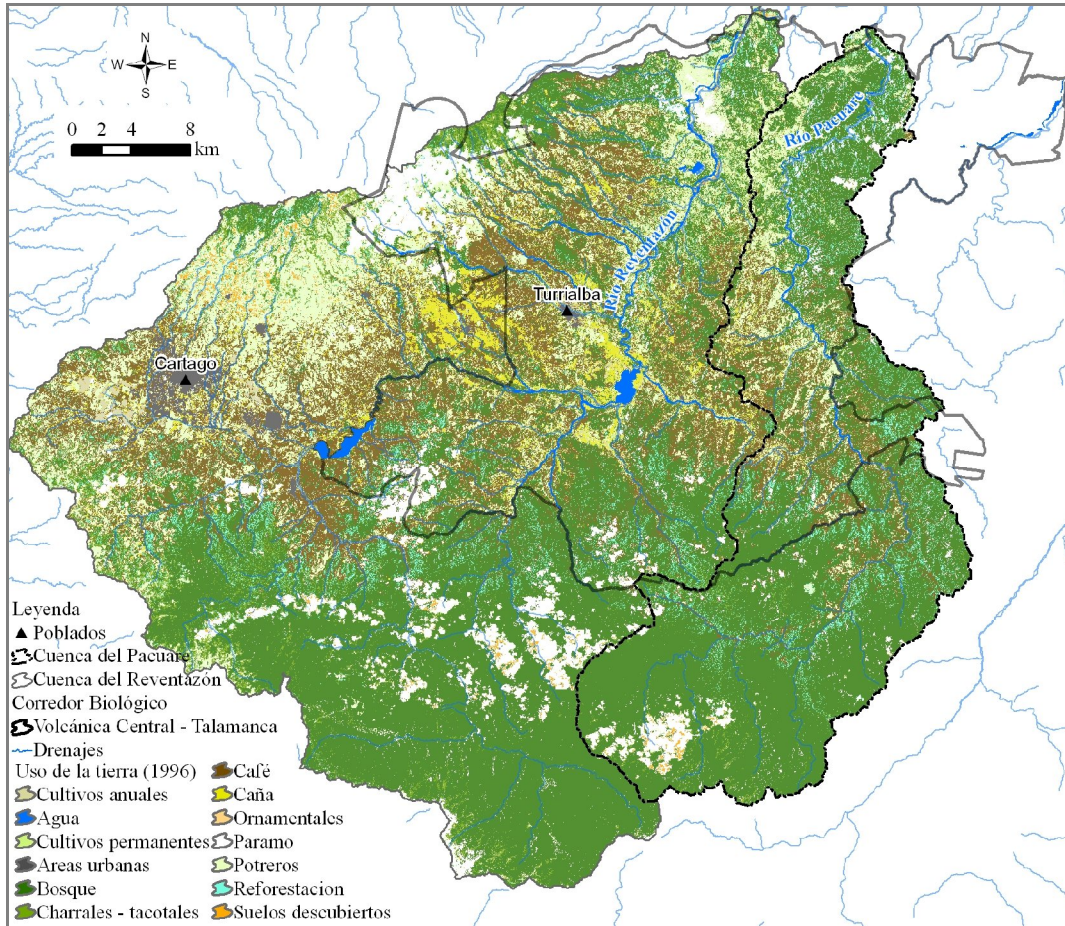 N
W E
S
0 2 4 8
km
Río Pacuare
Río Reventazón
Turrialba
Cartago
Leyenda
Poblados
Cuenca del Pacuare
Cuenca del Reventazón
Corredor Biológico
Volcánica Central - Talamanca
Drenajes
Uso de la tierra (1996)
Cultivos anuales
Agua
Cultivos permanentes
Areas urbanas
Bosque
Charrales - tacotales
Café
Caña
Ornamentales
Paramo
Potreros
Reforestacion
Suelos descubiertos